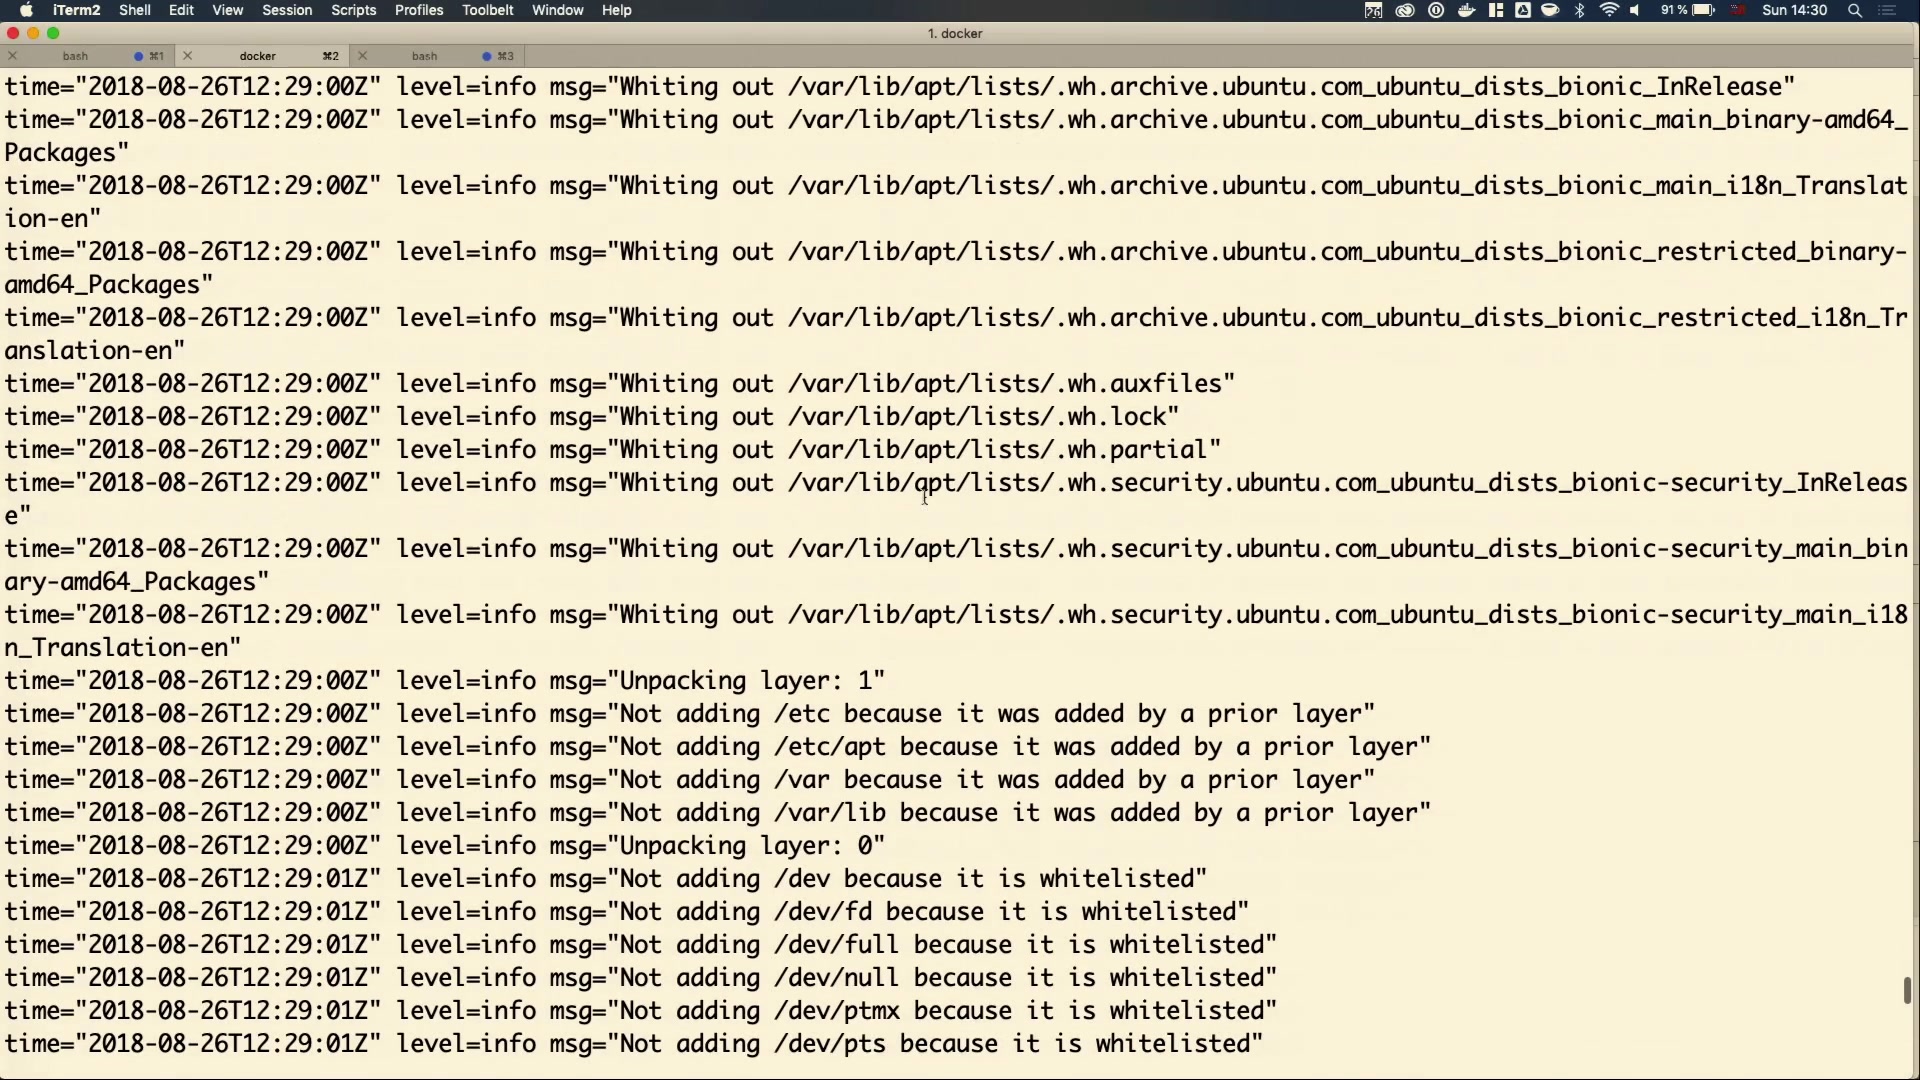 iTerm2 Shell Edit View Session Scripts Profiles Toolbelt Window Help 26 91 % Sun 14:30
1. docker
bash ⌘1 docker ⌘2 bash ⌘3
time="2018-08-26T12:29:00Z" level=info msg="Whiting out /var/lib/apt/lists/.wh.archive.ubuntu.com_ubuntu_dists_bionic_InRelease"
time="2018-08-26T12:29:00Z" level=info msg="Whiting out /var/lib/apt/lists/.wh.archive.ubuntu.com_ubuntu_dists_bionic_main_binary-amd64_
Packages"
time="2018-08-26T12:29:00Z" level=info msg="Whiting out /var/lib/apt/lists/.wh.archive.ubuntu.com_ubuntu_dists_bionic_main_i18n_Translat
ion-en"
time="2018-08-26T12:29:00Z" level=info msg="Whiting out /var/lib/apt/lists/.wh.archive.ubuntu.com_ubuntu_dists_bionic_restricted_binary-
amd64_Packages"
time="2018-08-26T12:29:00Z" level=info msg="Whiting out /var/lib/apt/lists/.wh.archive.ubuntu.com_ubuntu_dists_bionic_restricted_i18n_Tr
anslation-en"
time="2018-08-26T12:29:00Z" level=info msg="Whiting out /var/lib/apt/lists/.wh.auxfiles"
time="2018-08-26T12:29:00Z" level=info msg="Whiting out /var/lib/apt/lists/.wh.lock"
time="2018-08-26T12:29:00Z" level=info msg="Whiting out /var/lib/apt/lists/.wh.partial"
time="2018-08-26T12:29:00Z" level=info msg="Whiting out /var/lib/apt/lists/.wh.security.ubuntu.com_ubuntu_dists_bionic-security_InReleas
e"
time="2018-08-26T12:29:00Z" level=info msg="Whiting out /var/lib/apt/lists/.wh.security.ubuntu.com_ubuntu_dists_bionic-security_main_bin
ary-amd64_Packages"
time="2018-08-26T12:29:00Z" level=info msg="Whiting out /var/lib/apt/lists/.wh.security.ubuntu.com_ubuntu_dists_bionic-security_main_i18
n_Translation-en"
time="2018-08-26T12:29:00Z" level=info msg="Unpacking layer: 1"
time="2018-08-26T12:29:00Z" level=info msg="Not adding /etc because it was added by a prior layer"
time="2018-08-26T12:29:00Z" level=info msg="Not adding /etc/apt because it was added by a prior layer"
time="2018-08-26T12:29:00Z" level=info msg="Not adding /var because it was added by a prior layer"
time="2018-08-26T12:29:00Z" level=info msg="Not adding /var/lib because it was added by a prior layer"
time="2018-08-26T12:29:00Z" level=info msg="Unpacking layer: 0"
time="2018-08-26T12:29:01Z" level=info msg="Not adding /dev because it is whitelisted"
time="2018-08-26T12:29:01Z" level=info msg="Not adding /dev/fd because it is whitelisted"
time="2018-08-26T12:29:01Z" level=info msg="Not adding /dev/full because it is whitelisted"
time="2018-08-26T12:29:01Z" level=info msg="Not adding /dev/null because it is whitelisted"
time="2018-08-26T12:29:01Z" level=info msg="Not adding /dev/ptmx because it is whitelisted"
time="2018-08-26T12:29:01Z" level=info msg="Not adding /dev/pts because it is whitelisted"